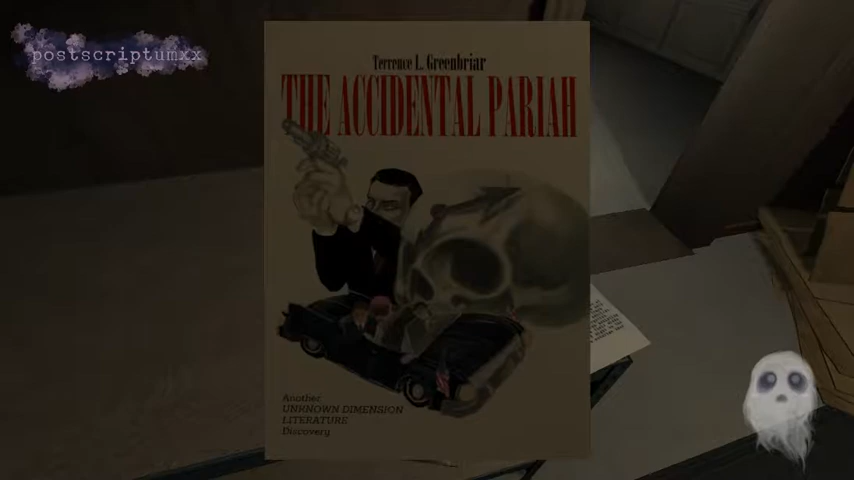 postscriptumxx
Terrence L. Greenbriar
THE ACCIDENTAL PARIAH
Another
UNKNOWN DIMENSION
LITERATURE
Discovery